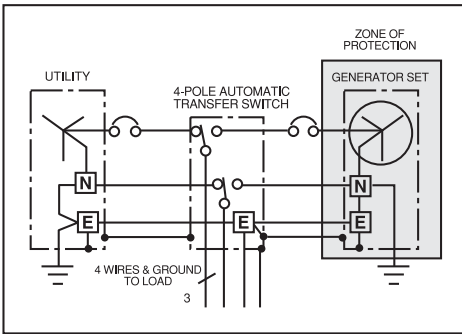 ZONE OF
PROTECTION
UTILITY
GENERATOR SET
4-POLE AUTOMATIC
TRANSFER SWITCH
N
N
E
E
E
4 WIRES & GROUND
TO LOAD
3